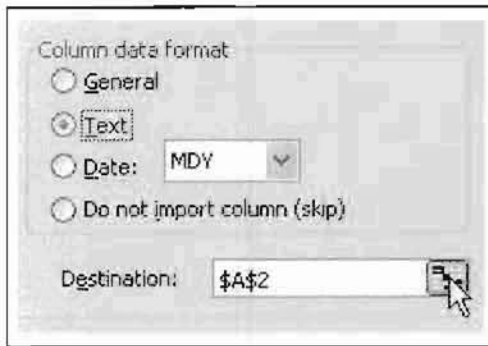 Column data format
General
Text
Date: MDY
Do not import column (skip)
Destination: $A$2